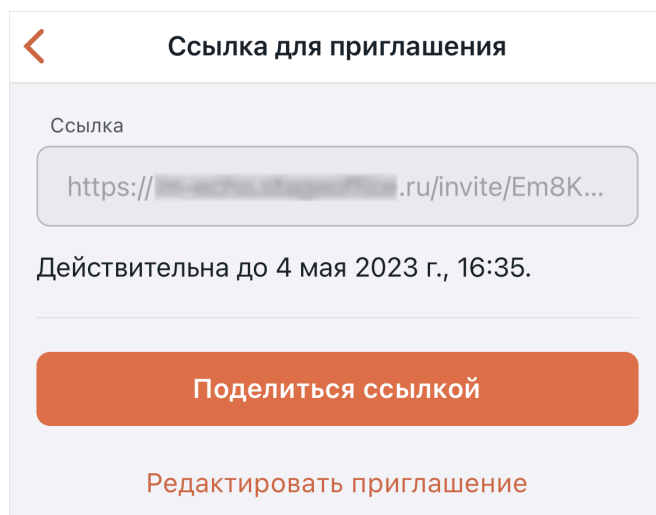 Ссылка для приглашения
Ссылка
https:// .ru/invite/Em8K...
Действительна до 4 мая 2023 г., 16:35.
Поделиться ссылкой
Редактировать приглашение